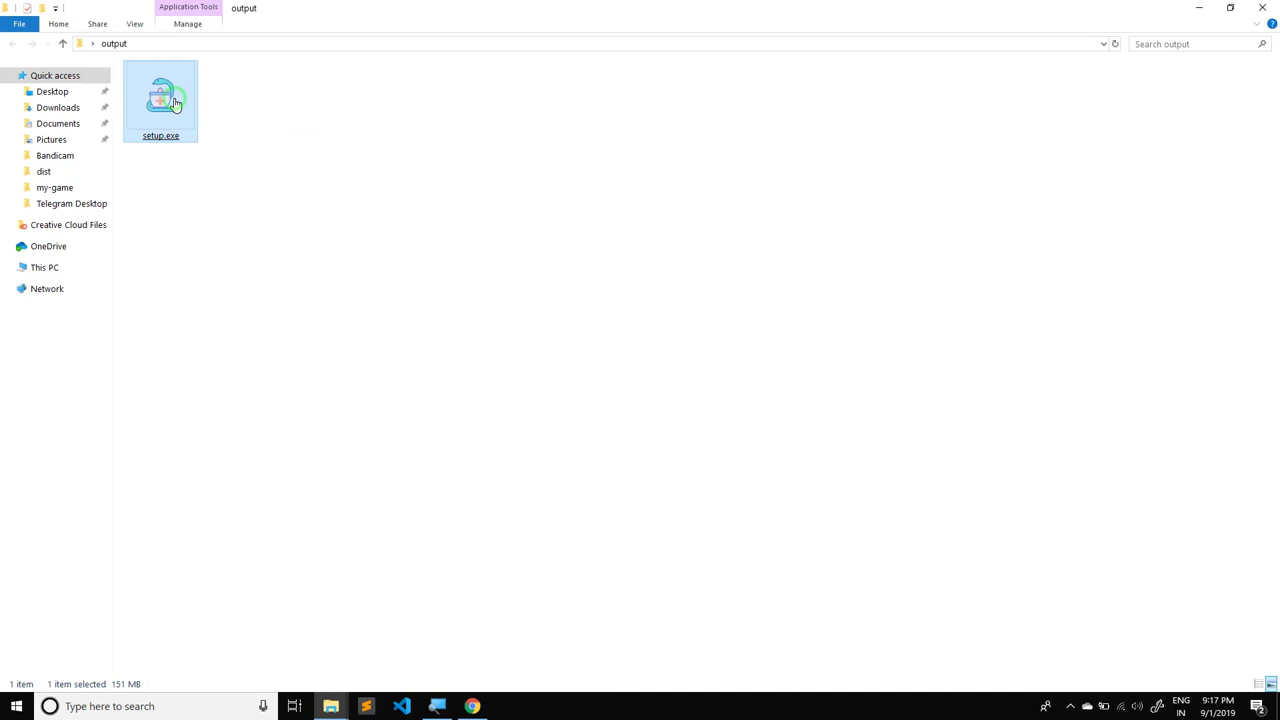 Application Tools
output
File
Home
Share
View
Manage
output
Search output
Quick access
Desktop
Downloads
Documents
Pictures
Bandicam
dist
my-game
Telegram Desktop
Creative Cloud Files
OneDrive
This PC
Network
setup.exe
1 item
1 item selected
151 MB
Type here to search
ENG
IN
9:17 PM
9/1/2019
2